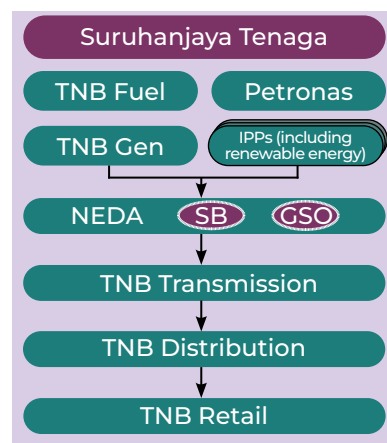 Suruhanjaya Tenaga
TNB Fuel
Petronas
TNB Gen
IPPs (including
renewable energy)
NEDA SB GSO
TNB Transmission
TNB Distribution
TNB Retail